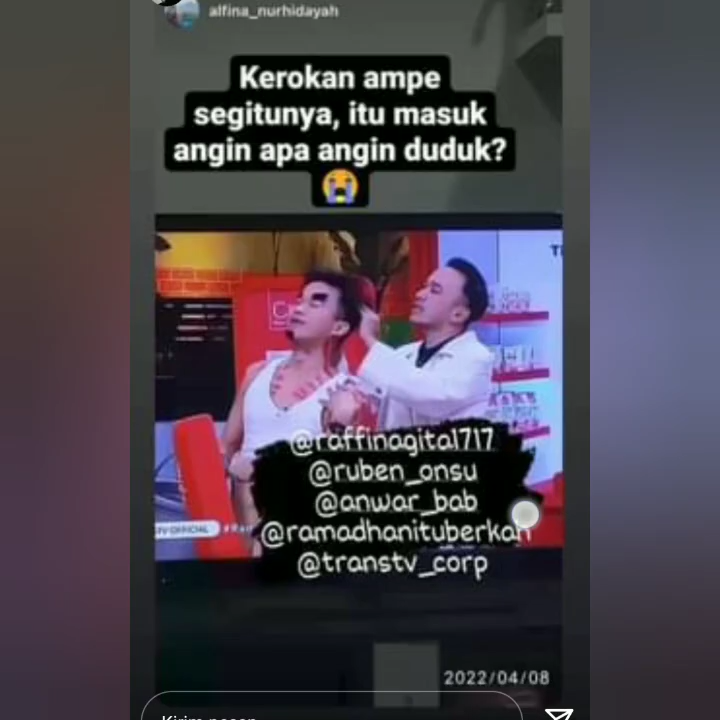 alfina_nurhidayah
Kerokan ampe
segitunya, itu masuk
angin apa angin duduk?
@raffinagita1717
@ruben_onsu
@anwar_bab
@ramadhanituberkah
@transtv_corp
2022/04/08